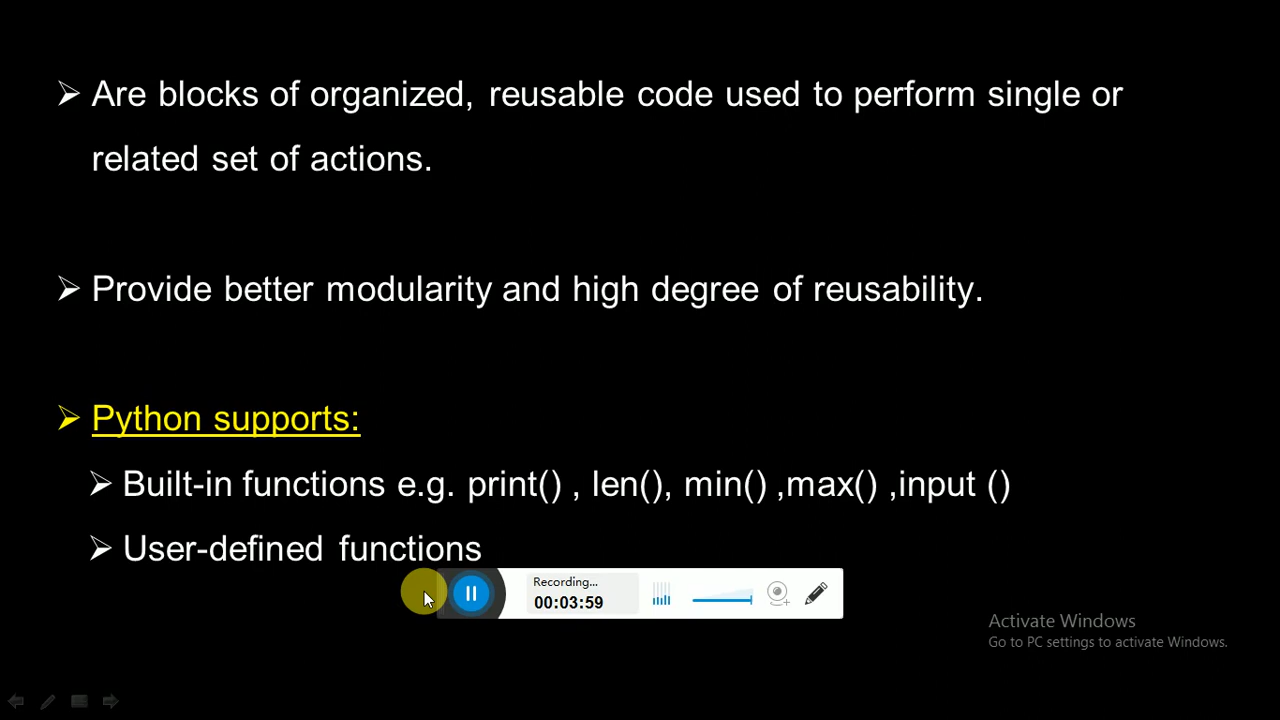 Are blocks of organized, reusable code used to perform single or
related set of actions.
Provide better modularity and high degree of reusability.
Python supports:
Built-in functions e.g. print() , len(), min() ,max() ,input ()
User-defined functions
Recording...
00:03:59
Activate Windows
Go to PC settings to activate Windows.